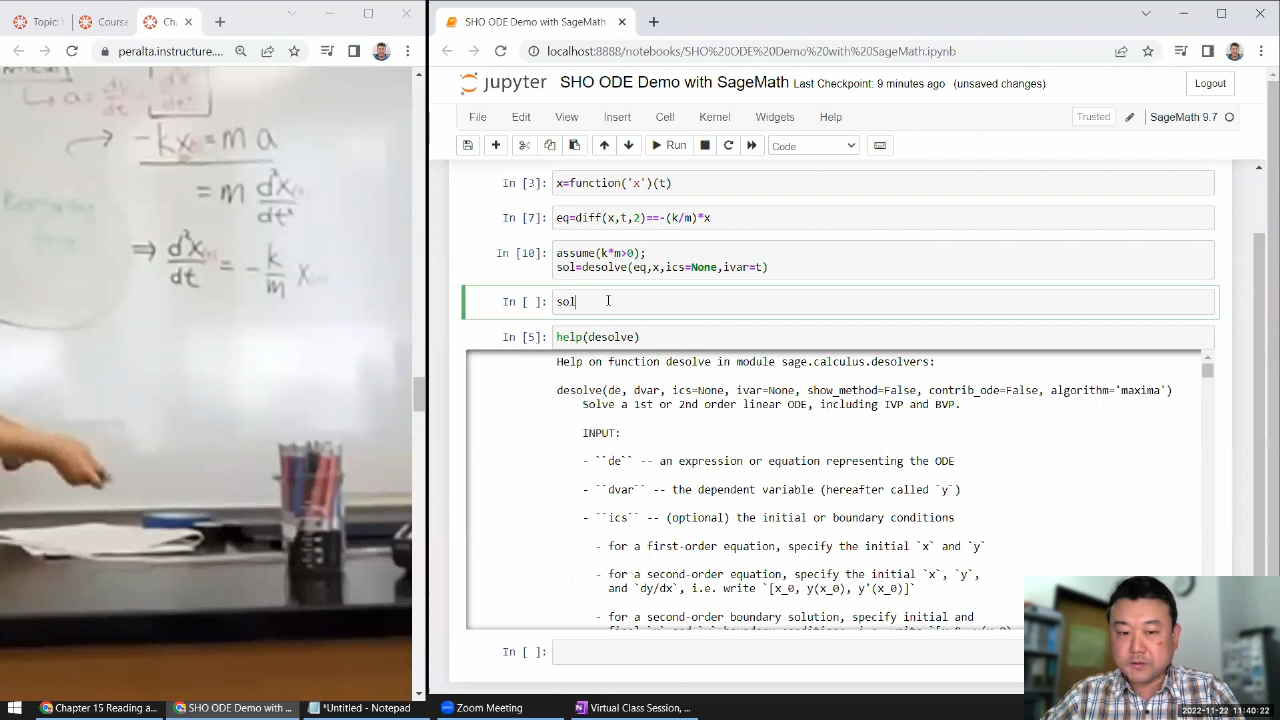 Topic:
Course
Cha
SHO ODE Demo with SageMath
peralta.instructure....
localhost:8888/notebooks/SHO%20ODE%20Demo%20with%20SageMath.ipynb
jupyter SHO ODE Demo with SageMath Last Checkpoint: 9 minutes ago (unsaved changes)
Logout
File Edit View Insert Cell Kernel Widgets Help
Trusted SageMath 9.7
Run Code
In [3]: x=function('x')(t)
In [7]: eq=diff(x,t,2)==-(k/m)*x
In [10]: assume(k*m>0);
sol=desolve(eq,x,ics=None,ivar=t)
In [ ]: sol
In [5]: help(desolve)
Help on function desolve in module sage.calculus.desolvers:
desolve(de, dvar, ics=None, ivar=None, show_method=False, contrib_ode=False, algorithm='maxima')
Solve a 1st or 2nd order linear ODE, including IVP and BVP.
INPUT:
- ``de`` -- an expression or equation representing the ODE
- ``dvar`` -- the dependent variable (hereafter called `y`)
- ``ics`` -- (optional) the initial or boundary conditions
- for a first-order equation, specify the initial `x` and `y`
- for a second-order equation, specify the initial `x`, `y`,
and `dy/dx`, i.e. write `[x_0, y(x_0), y'(x_0)]`
- for a second-order boundary solution, specify initial and
In [ ]:
↳ a = dv/dt
→ -kx = m a
= m d²x/dt²
⇒ d²x/dt = - k/m x
Chapter 15 Reading a...
SHO ODE Demo with ...
*Untitled - Notepad
Zoom Meeting
Virtual Class Session, ...
2022-11-22 11:40:22